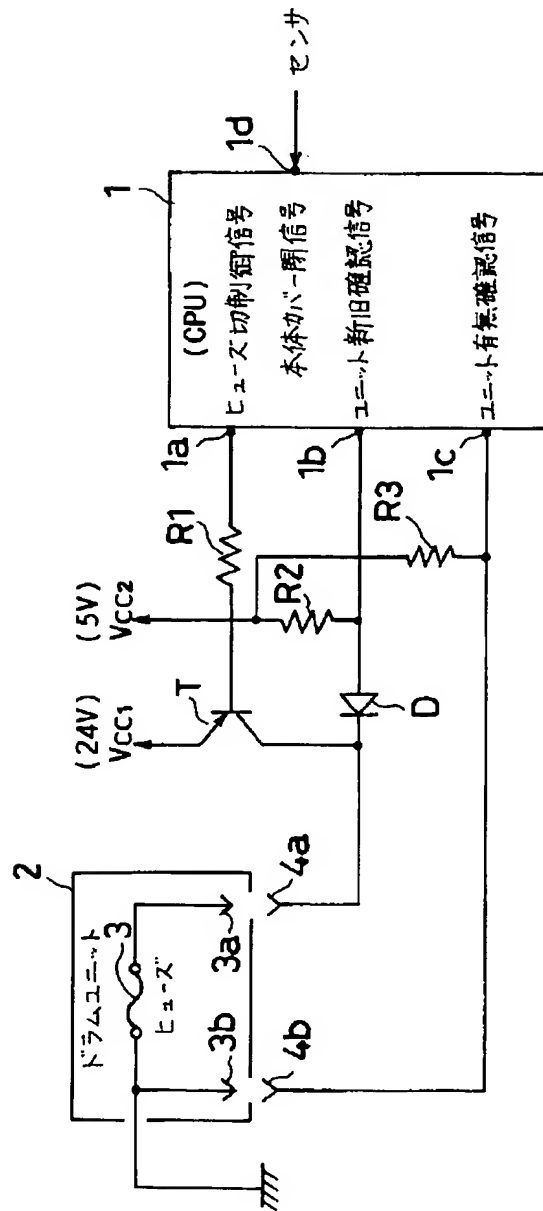 2
ドラムユニット
3
ヒューズ
3b
3a
4b
4a
(24V)
VCC1
(5V)
VCC2
T
R1
R2
R3
D
1
(CPU)
1a
ヒューズ切制御信号
本体カバー閉信号
1d
センサ
1b
ユニット新旧確認信号
1c
ユニット有無確認信号